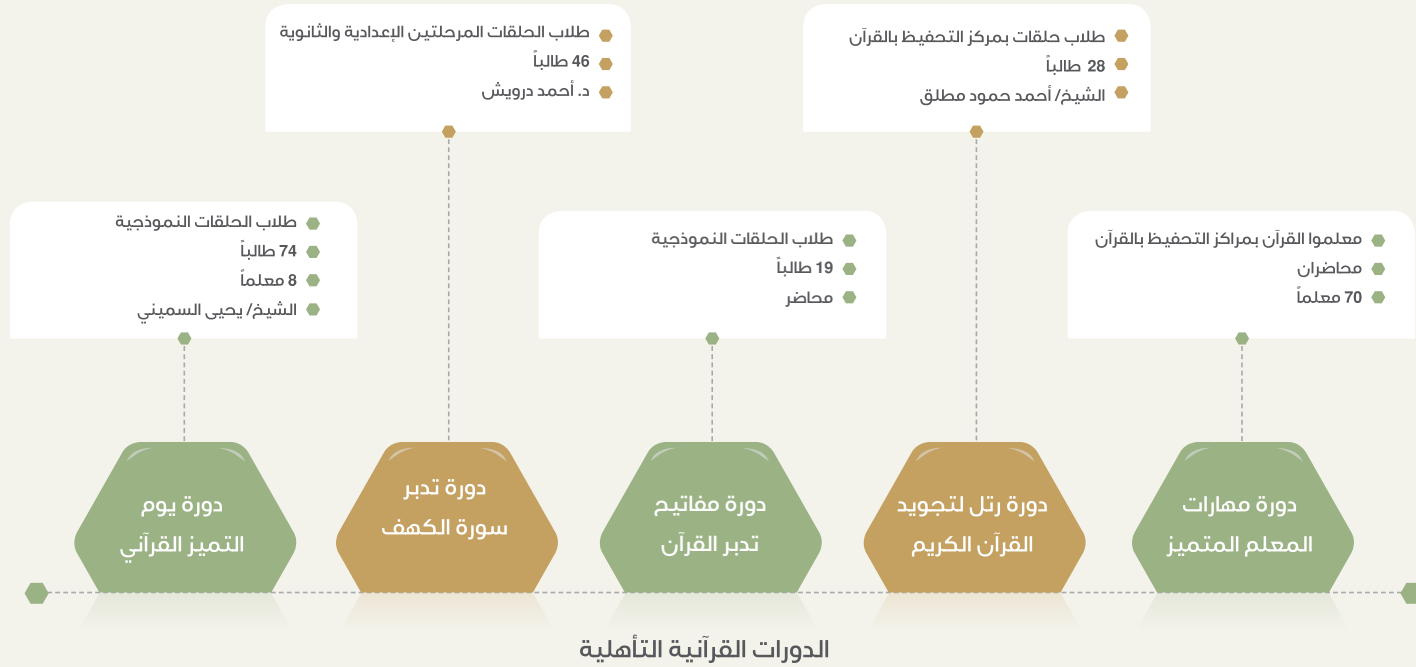 معلموا القرآن بمراكز التحفيظ بالقرآن
محاضران
70 معلماً
دورة مهارات
المعلم المتميز
طلاب حلقات بمركز التحفيظ بالقرآن
28 طالباً
الشيخ/ أحمد حمود مطلق
دورة رتل لتجويد
القرآن الكريم
طلاب الحلقات النموذجية
19 طالباً
محاضر
دورة مفاتيح
تدبر القرآن
طلاب الحلقات المرحلتين الإعدادية والثانوية
46 طالباً
د. أحمد درويش
دورة تدبر
سورة الكهف
طلاب الحلقات النموذجية
74 طالباً
8 معلماً
الشيخ/ يحيى السميني
دورة يوم
التميز القرآني
الدورات القرآنية التأهلية